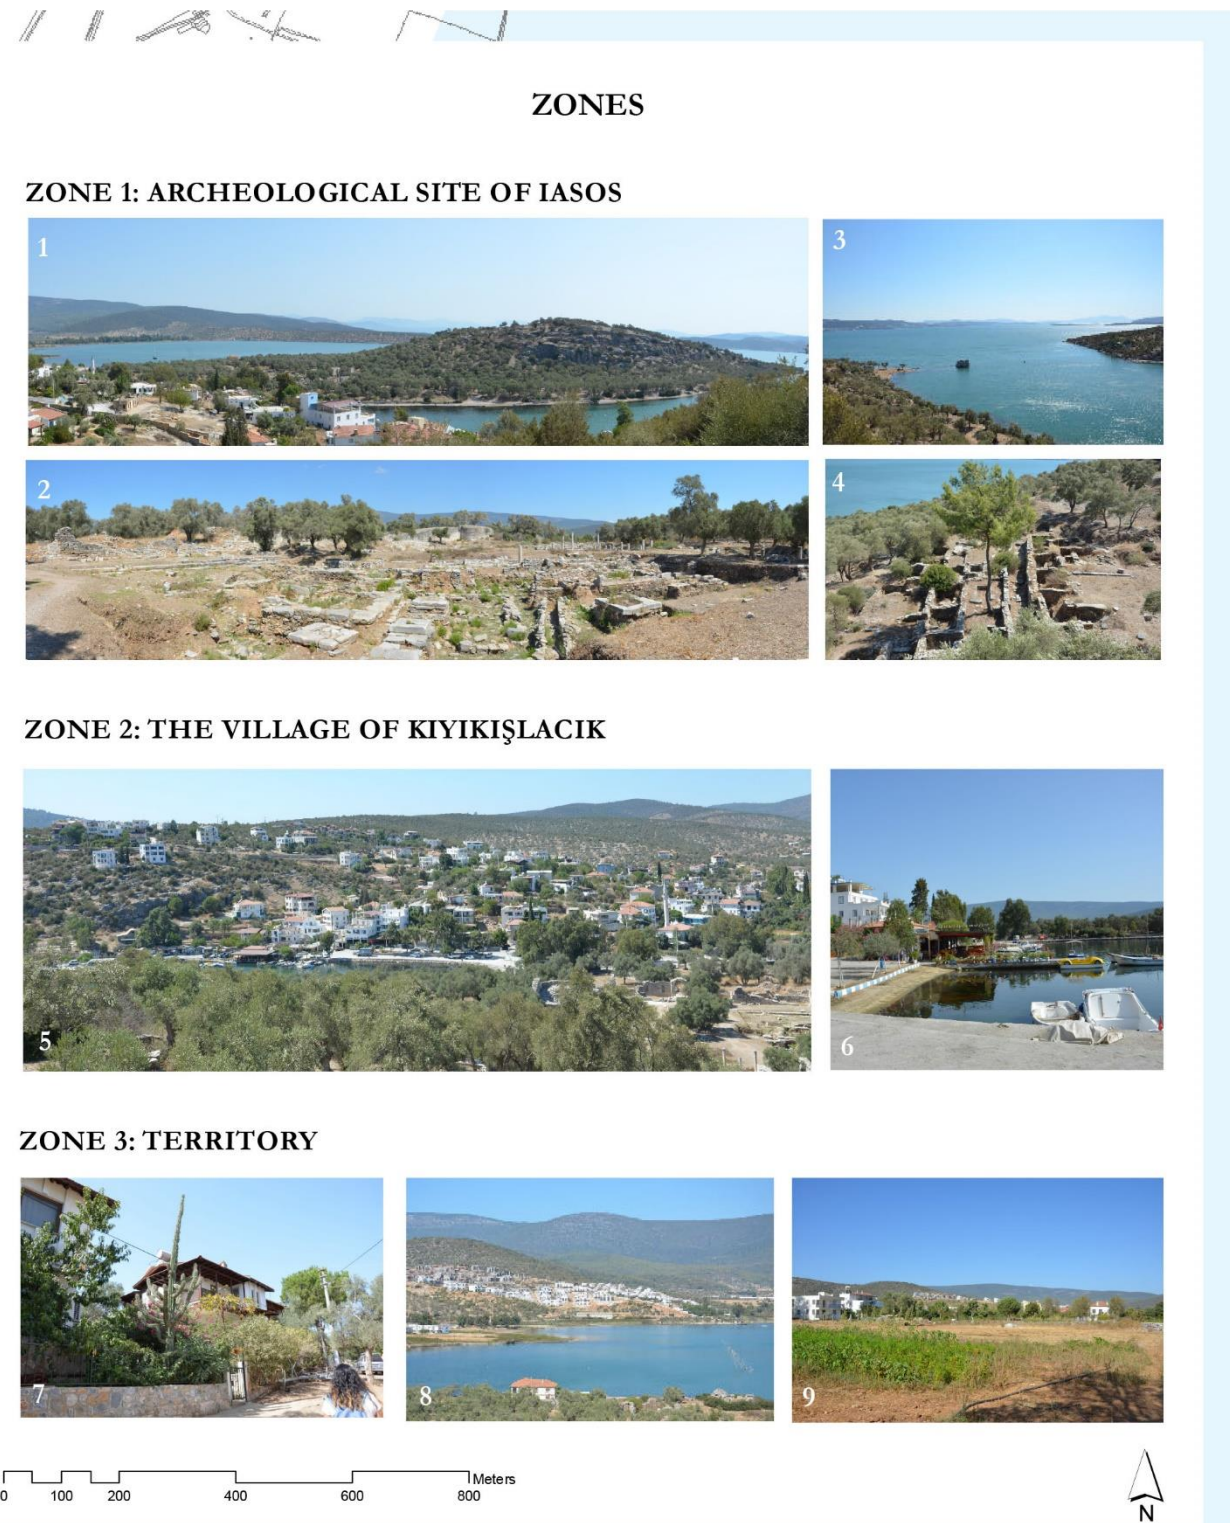 ZONES
ZONE 1: ARCHEOLOGICAL SITE OF IASOS
1
3
2
4
ZONE 2: THE VILLAGE OF KIYIKIŞLACIK
5
6
ZONE 3: TERRITORY
7
8
9
Meters
0 100 200 400 600 800
N